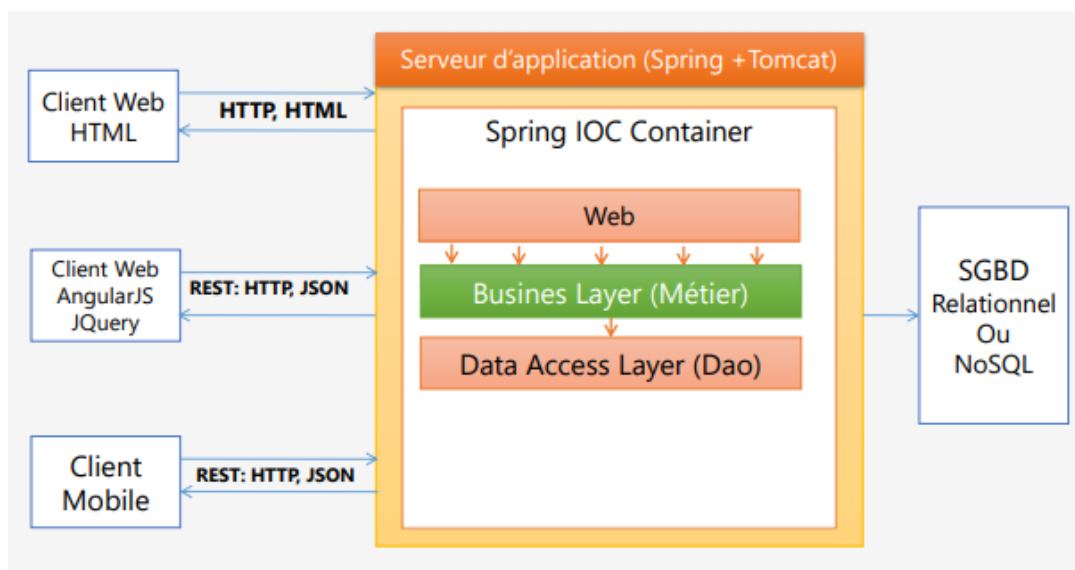 Serveur d'application (Spring +Tomcat)
Client Web
HTML
HTTP, HTML
Spring IOC Container
Web
Client Web
AngularJS
JQuery
REST: HTTP, JSON
Busines Layer (Métier)
Data Access Layer (Dao)
SGBD
Relationnel
Ou
NoSQL
Client
Mobile
REST: HTTP, JSON